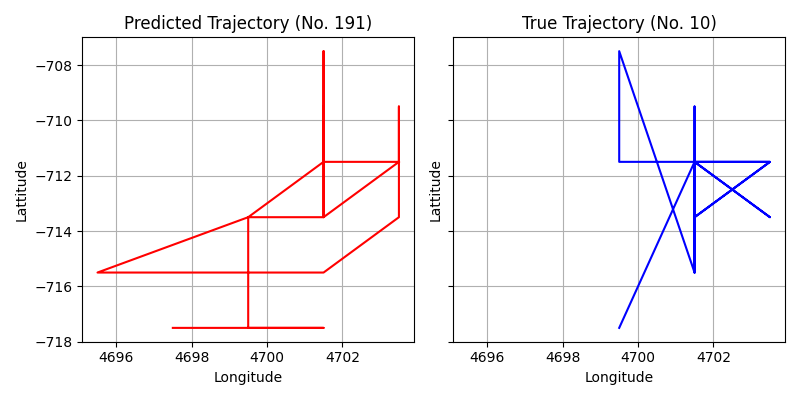 Predicted Trajectory (No. 191)
True Trajectory (No. 10)
Lattitude
−708
−710
−712
−714
−716
−718
4696
4698
4700
4702
Longitude
Lattitude
4696
4698
4700
4702
Longitude